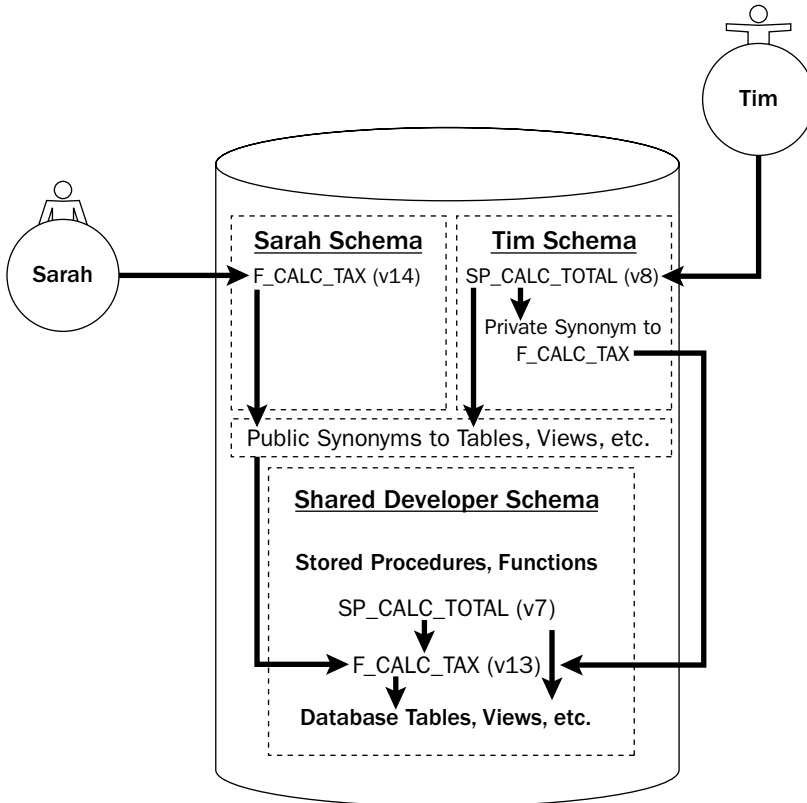 Tim
Sarah
Sarah Schema
F_CALC_TAX (v14)
Tim Schema
SP_CALC_TOTAL (v8)
Private Synonym to
F_CALC_TAX
Public Synonyms to Tables, Views, etc.
Shared Developer Schema
Stored Procedures, Functions
SP_CALC_TOTAL (v7)
F_CALC_TAX (v13)
Database Tables, Views, etc.